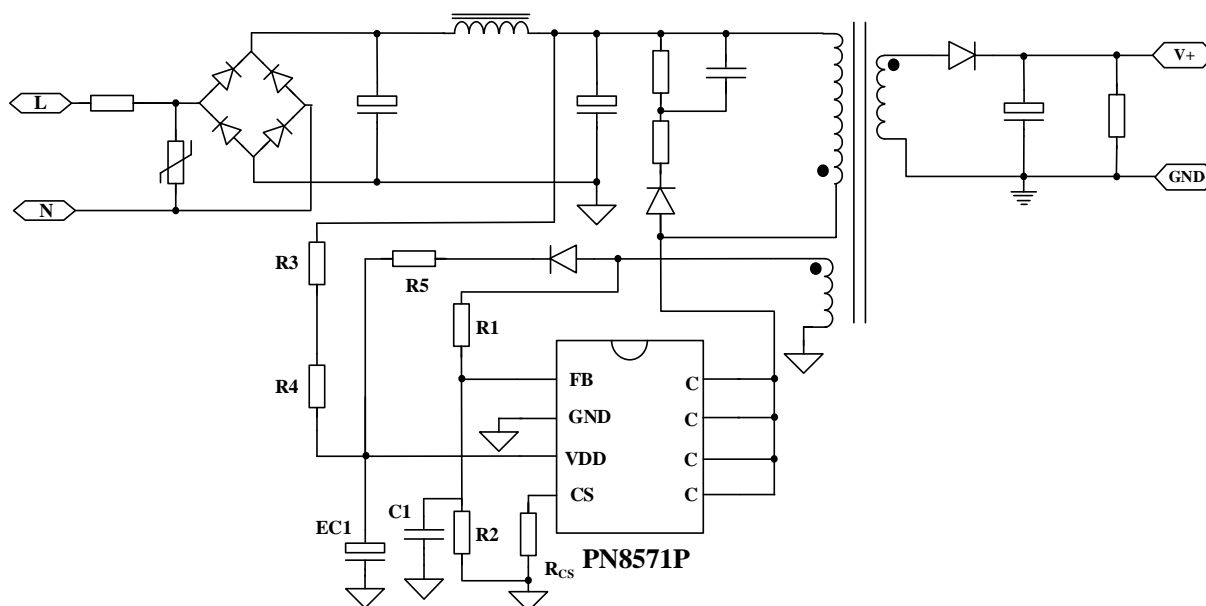 V+
L
GND
N
R3
R5
R1
R4
FB
C
GND
C
VDD
C
CS
C
EC1
C1
R2
RCS
PN8571P